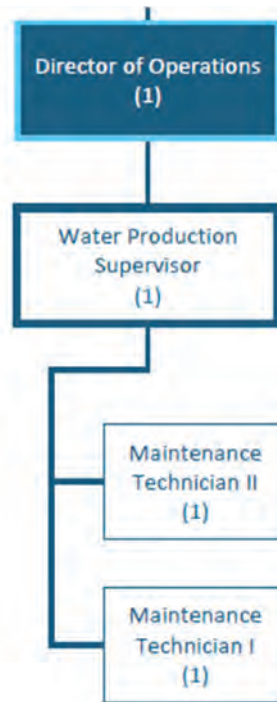 Director of Operations
(1)
Water Production
Supervisor
(1)
Maintenance
Technician II
(1)
Maintenance
Technician I
(1)